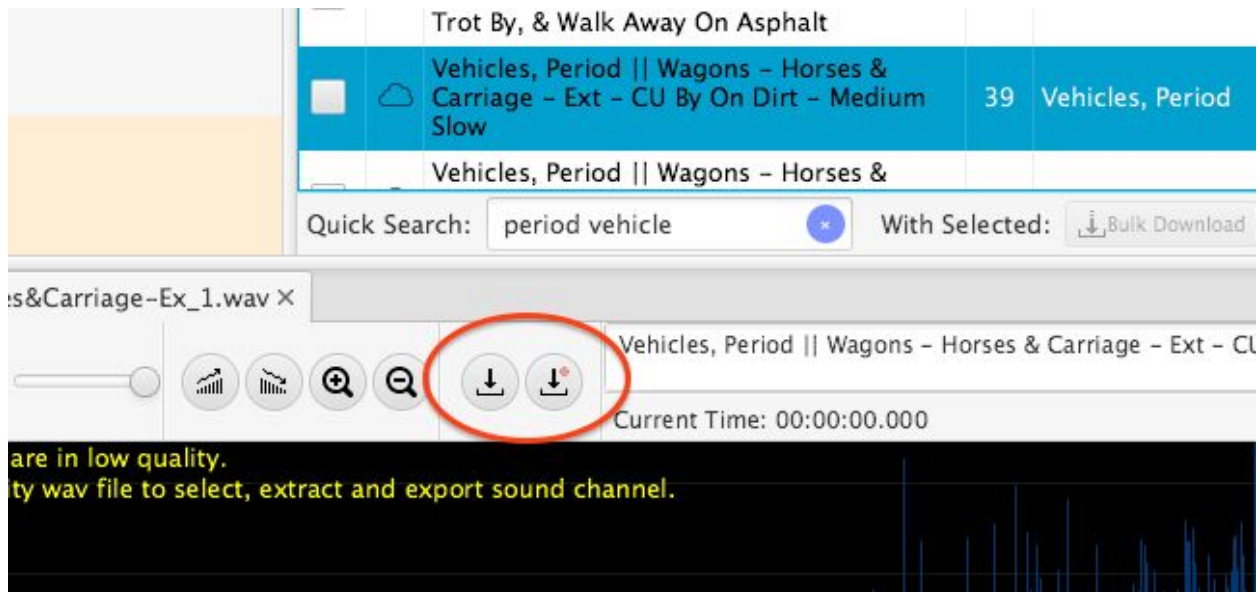 Trot By, & Walk Away On Asphalt
Vehicles, Period || Wagons – Horses &
Carriage – Ext – CU By On Dirt – Medium
Slow
39
Vehicles, Period
Vehicles, Period || Wagons – Horses &
Quick Search:
period vehicle
With Selected:
Bulk Download
es&Carriage-Ex_1.wav
Vehicles, Period || Wagons – Horses & Carriage – Ext – CU
Current Time: 00:00:00.000
are in low quality.
ity wav file to select, extract and export sound channel.